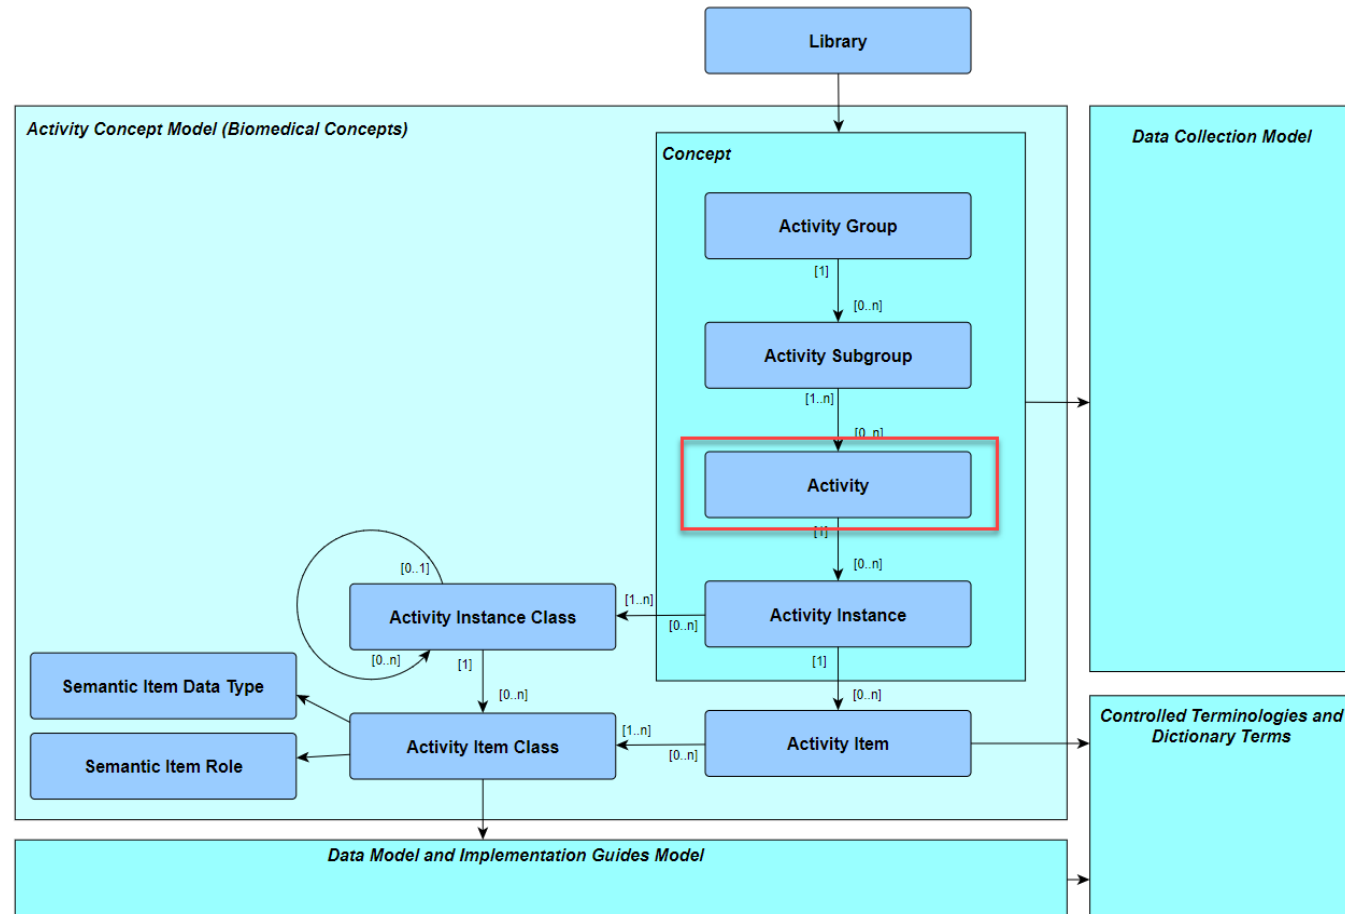 Library
Activity Concept Model (Biomedical Concepts)
Concept
Data Collection Model
Activity Group
[1]
[0..n]
Activity Subgroup
[1..n]
[0..n]
Activity
[1]
[0..n]
[0..1]
Activity Instance Class
[1..n]
[0..n]
Activity Instance
[0..n]
[1]
[0..n]
[1]
[0..n]
Semantic Item Data Type
Semantic Item Role
Activity Item Class
[1..n]
[0..n]
Activity Item
Controlled Terminologies and
Dictionary Terms
Data Model and Implementation Guides Model